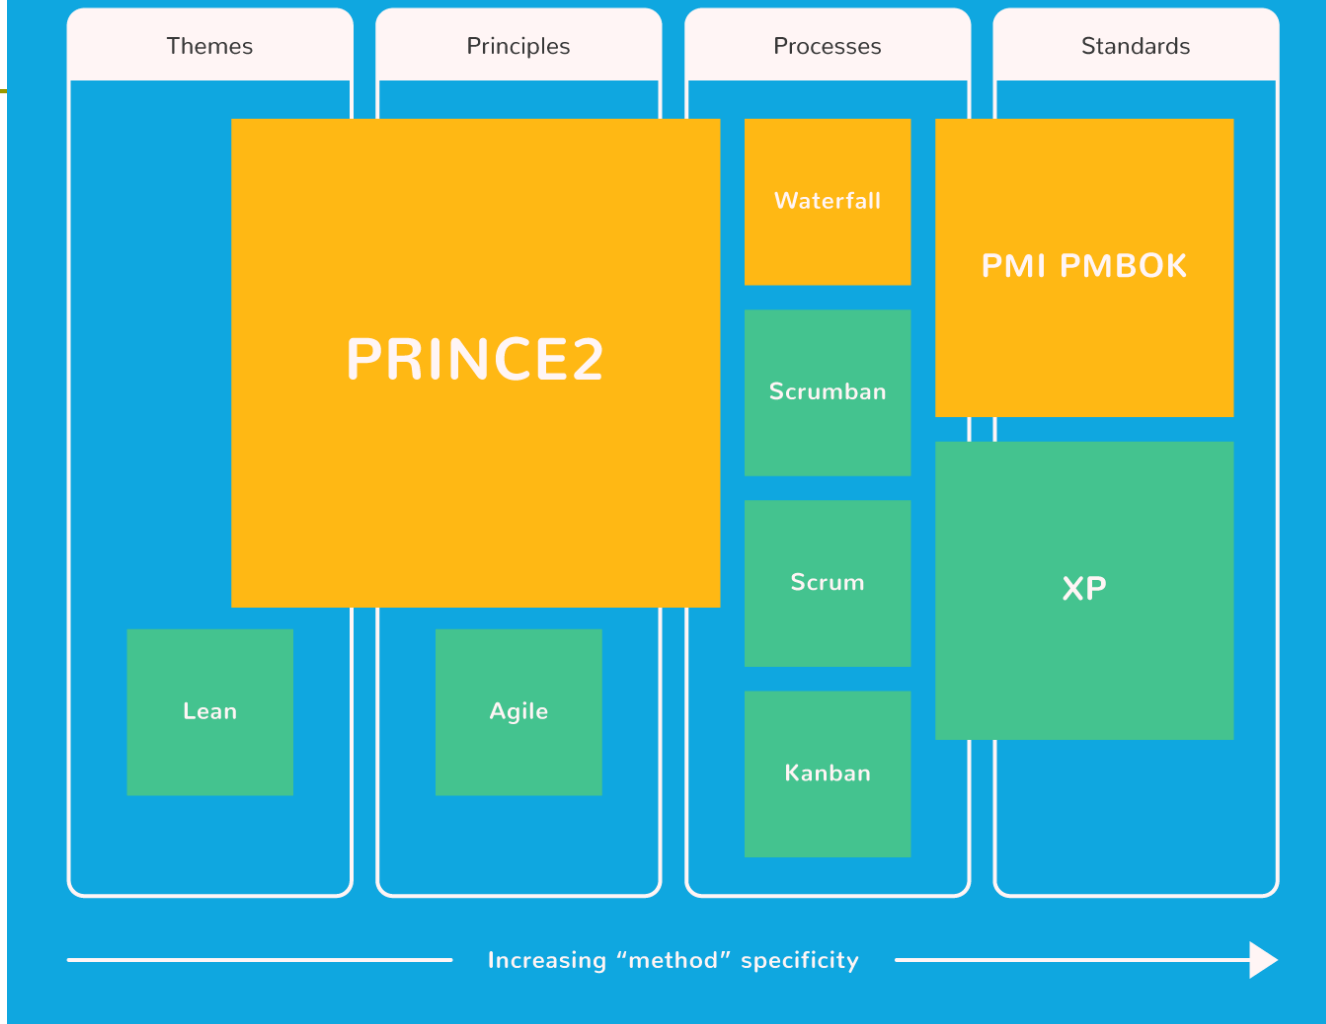 Themes
Principles
Processes
Standards
PRINCE2
Waterfall
PMI PMBOK
Scrumban
Scrum
XP
Lean
Agile
Kanban
Increasing “method” specificity